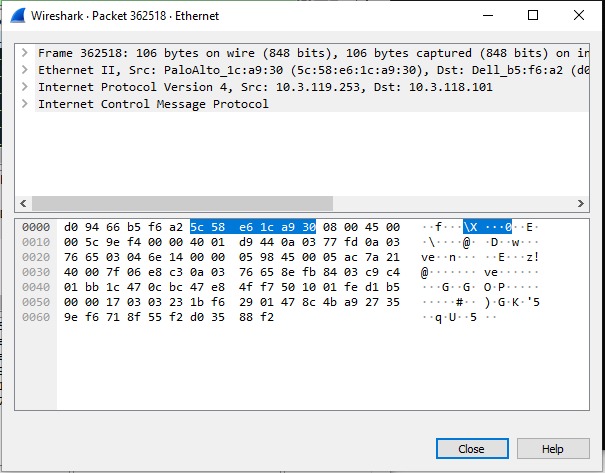 Wireshark · Packet 362518 · Ethernet
Frame 362518: 106 bytes on wire (848 bits), 106 bytes captured (848 bits) on in
Ethernet II, Src: PaloAlto_1c:a9:30 (5c:58:e6:1c:a9:30), Dst: Dell_b5:f6:a2 (d0
Internet Protocol Version 4, Src: 10.3.119.253, Dst: 10.3.118.101
Internet Control Message Protocol
0000 d0 94 66 b5 f6 a2 5c 58 e6 1c a9 30 08 00 45 00 ··f···\X ···0··E·
0010 00 5c 9e f4 00 00 40 01 d9 44 0a 03 77 fd 0a 03 ·\····@· ·D··w···
0020 76 65 03 04 6e 14 00 00 05 98 45 00 05 ac 7a 21 ve··n··· ··E···z!
0030 40 00 7f 06 e8 c3 0a 03 76 65 8e fb 84 03 c9 c4 @······· ve······
0040 01 bb 1c 47 0c bc 47 e8 4f f7 50 10 01 fe d1 b5 ···G··G· O·P·····
0050 00 00 17 03 03 23 1b f6 29 01 47 8c 4b a9 27 35 ·····#·· )·G·K·'5
0060 9e f6 71 8f 55 f2 d0 35 88 f2 ··q·U··5 ··
Close
Help